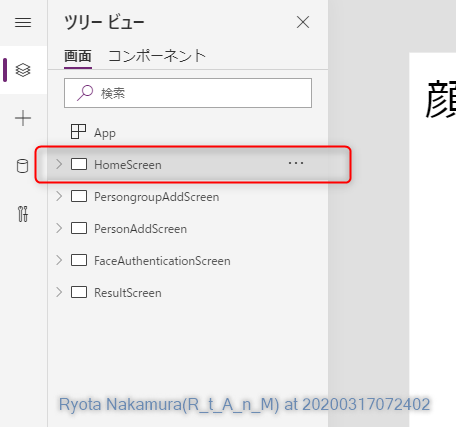 ツリー ビュー
画面 コンポーネント
検索
App
HomeScreen
PersongroupAddScreen
PersonAddScreen
FaceAuthenticationScreen
ResultScreen
顔
Ryota Nakamura(R_t_A_n_M) at 20200317072402